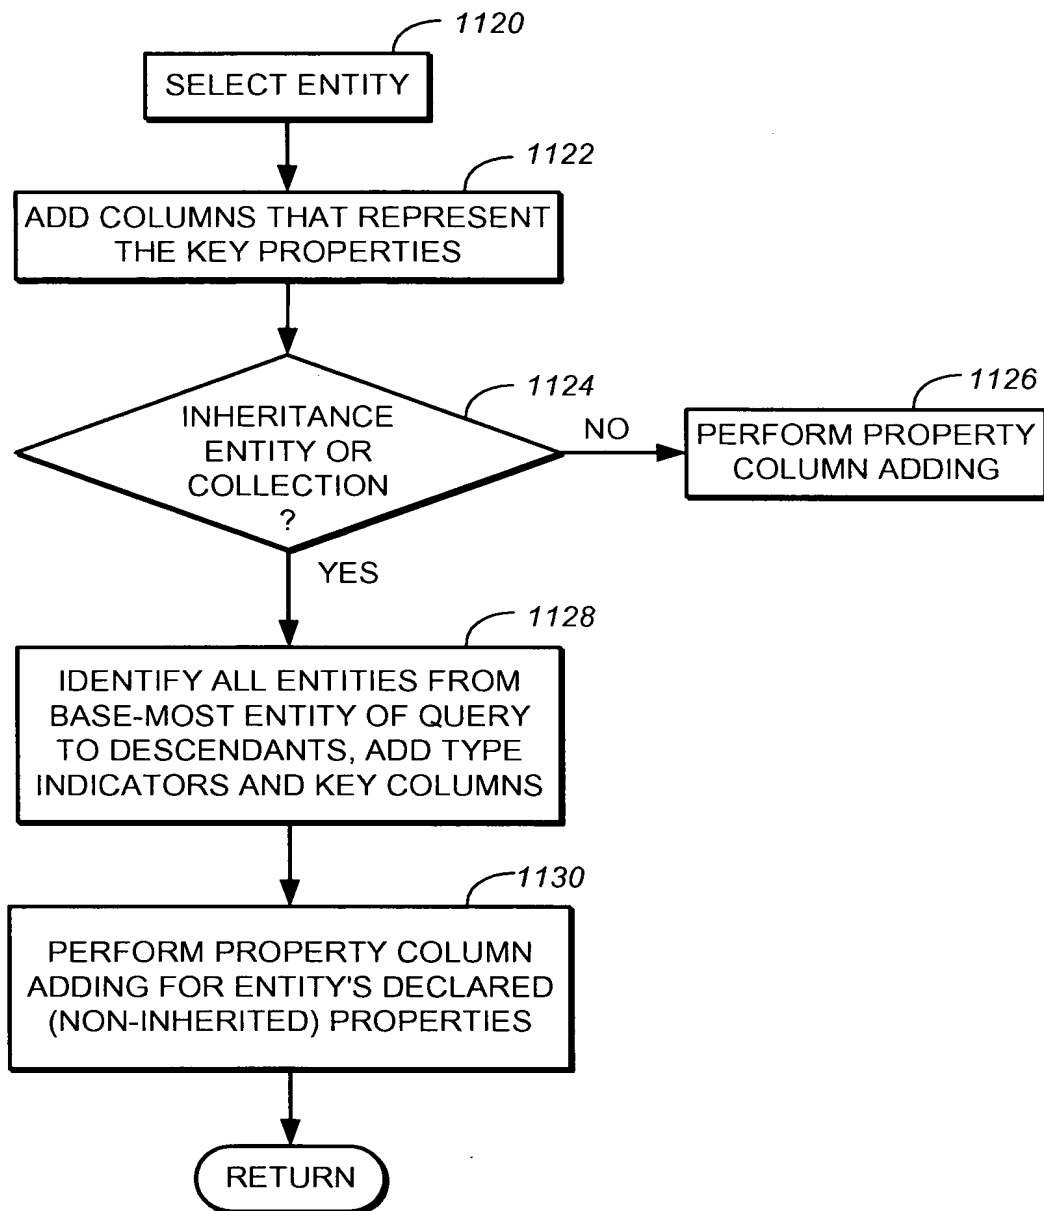 1120
SELECT ENTITY
1122
ADD COLUMNS THAT REPRESENT
THE KEY PROPERTIES
1124
INHERITANCE
ENTITY OR
COLLECTION
?
NO
1126
PERFORM PROPERTY
COLUMN ADDING
YES
1128
IDENTIFY ALL ENTITIES FROM
BASE-MOST ENTITY OF QUERY
TO DESCENDANTS, ADD TYPE
INDICATORS AND KEY COLUMNS
1130
PERFORM PROPERTY COLUMN
ADDING FOR ENTITY'S DECLARED
(NON-INHERITED) PROPERTIES
RETURN